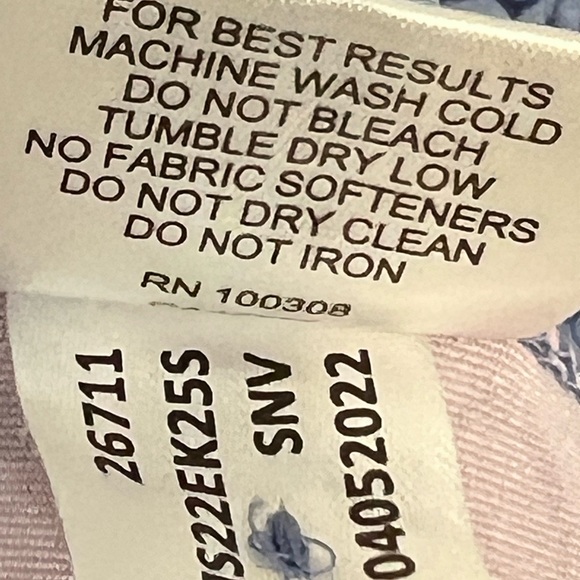 FOR BEST RESULTS
MACHINE WASH COLD
DO NOT BLEACH
TUMBLE DRY LOW
NO FABRIC SOFTENERS
DO NOT DRY CLEAN
DO NOT IRON
RN 100308
26711
S22EK25S
SNV
04052022